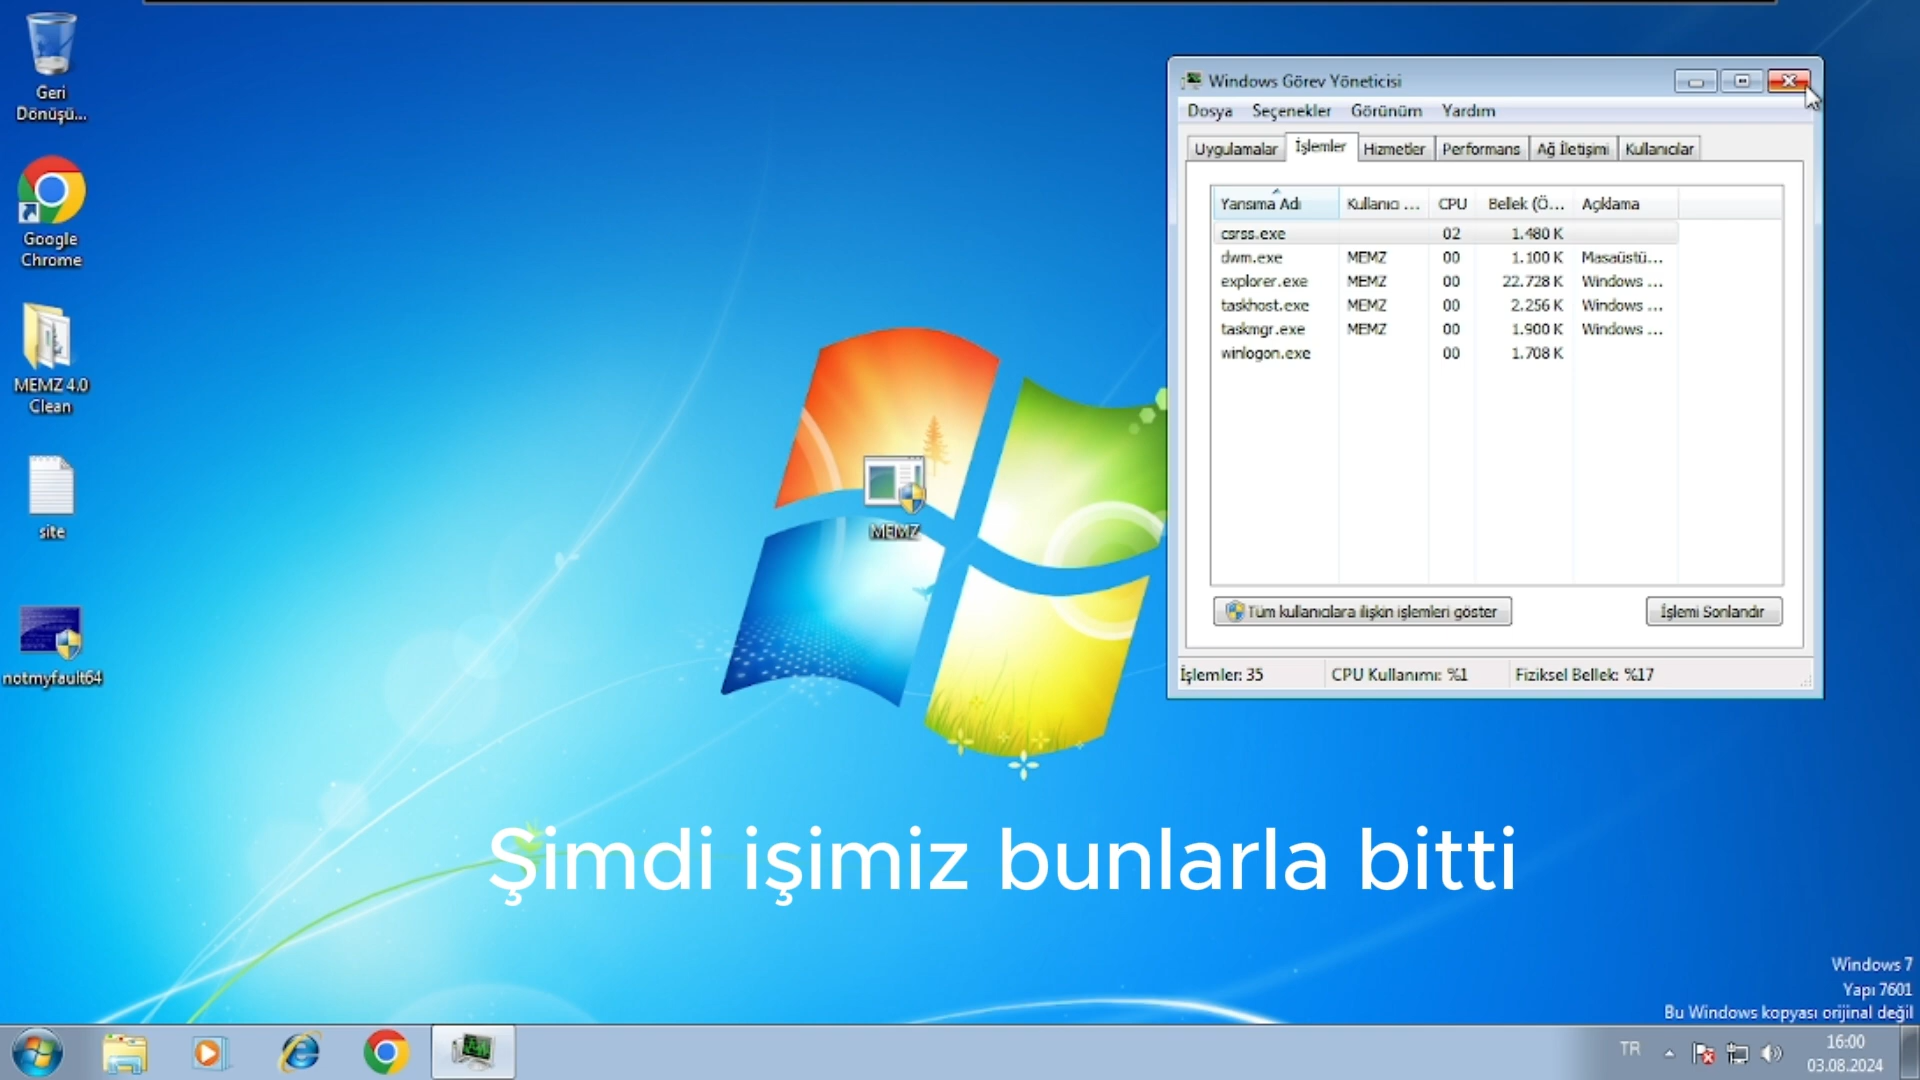 Geri
Dönüşü...
Google
Chrome
MEMZ 4.0
Clean
site
notmyfault64
MEMZ
Windows Görev Yöneticisi
Dosya Seçenekler Görünüm Yardım
Uygulamalar İşlemler Hizmetler Performans Ağ İletişimi Kullanıcılar
Yansıma Adı Kullanıcı ... CPU Bellek (Ö... Açıklama
csrss.exe 02 1.480 K
dwm.exe MEMZ 00 1.100 K Masaüstü...
explorer.exe MEMZ 00 22.728 K Windows ...
taskhost.exe MEMZ 00 2.256 K Windows ...
taskmgr.exe MEMZ 00 1.900 K Windows ...
winlogon.exe 00 1.708 K
Tüm kullanıcılara ilişkin işlemleri göster İşlemi Sonlandır
İşlemler: 35 CPU Kullanımı: %1 Fiziksel Bellek: %17
Şimdi işimiz bunlarla bitti
Windows 7
Yapı 7601
Bu Windows kopyası orijinal değil
TR 16:00
03.08.2024